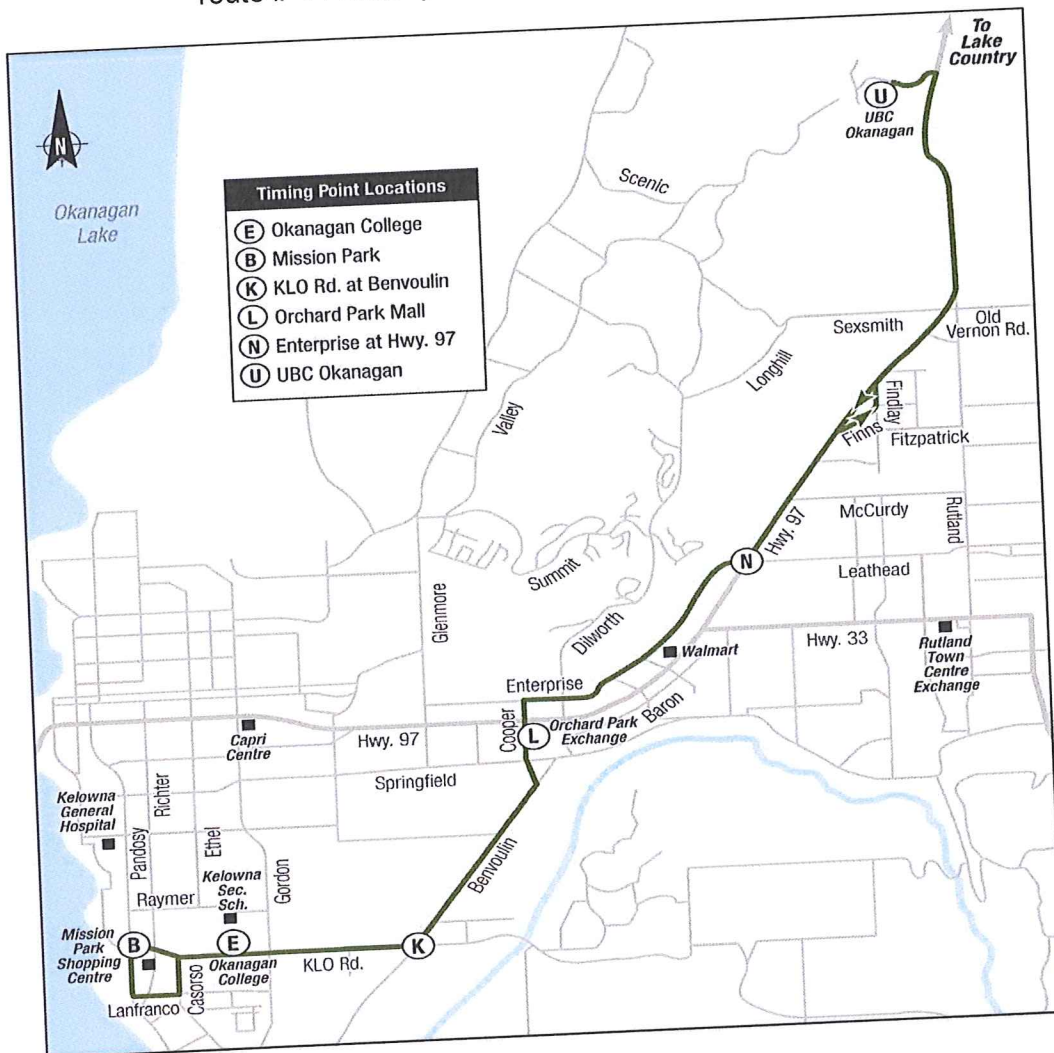 To
Lake
Country
U
UBC
Okanagan
N
Okanagan
Lake
Timing Point Locations
E Okanagan College
B Mission Park
K KLO Rd. at Benvoulin
L Orchard Park Mall
N Enterprise at Hwy. 97
U UBC Okanagan
Scenic
Sexsmith
Old
Vernon Rd.
Longhill
Valley
Findlay
Finns
Fitzpatrick
McCurdy
Rutland
Hwy. 97
N
Leathead
Summit
Glenmore
Dilworth
Walmart
Hwy. 33
Rutland
Town
Centre
Exchange
Enterprise
Baron
Cooper
L
Orchard Park
Exchange
Capri
Centre
Hwy. 97
Springfield
Kelowna
General
Hospital
Richter
Pandosy
Ethel
Gordon
Benvoulin
Raymer
Kelowna
Sec.
Sch.
Mission
Park
Shopping
Centre
B
E
Okanagan
College
KLO Rd.
K
Casorso
Lanfranco